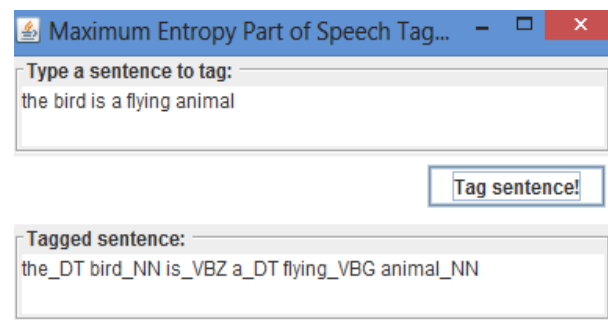 Maximum Entropy Part of Speech Tag...
Type a sentence to tag:
the bird is a flying animal
Tag sentence!
Tagged sentence:
the_DT bird_NN is_VBZ a_DT flying_VBG animal_NN